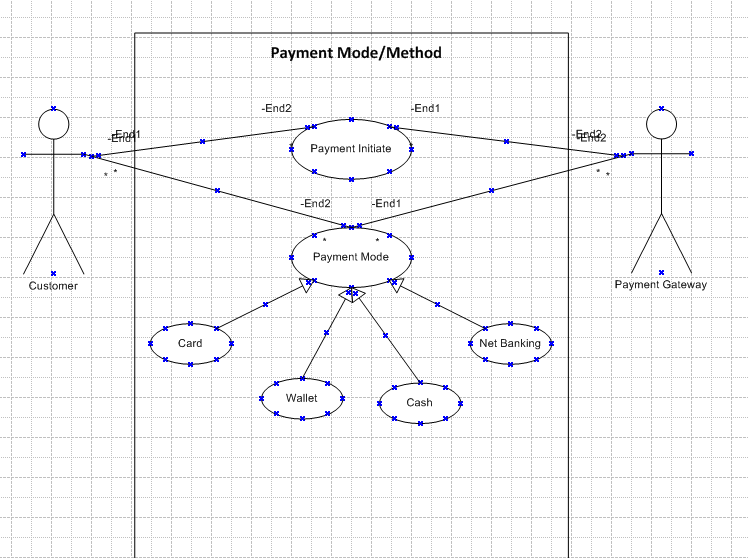 Payment Mode/Method
-End2
-End1
-End1
-End
-End2
-End2
Payment Initiate
* *
* *
-End2
-End1
* *
Payment Mode
Customer
Payment Gateway
Card
Net Banking
Wallet
Cash